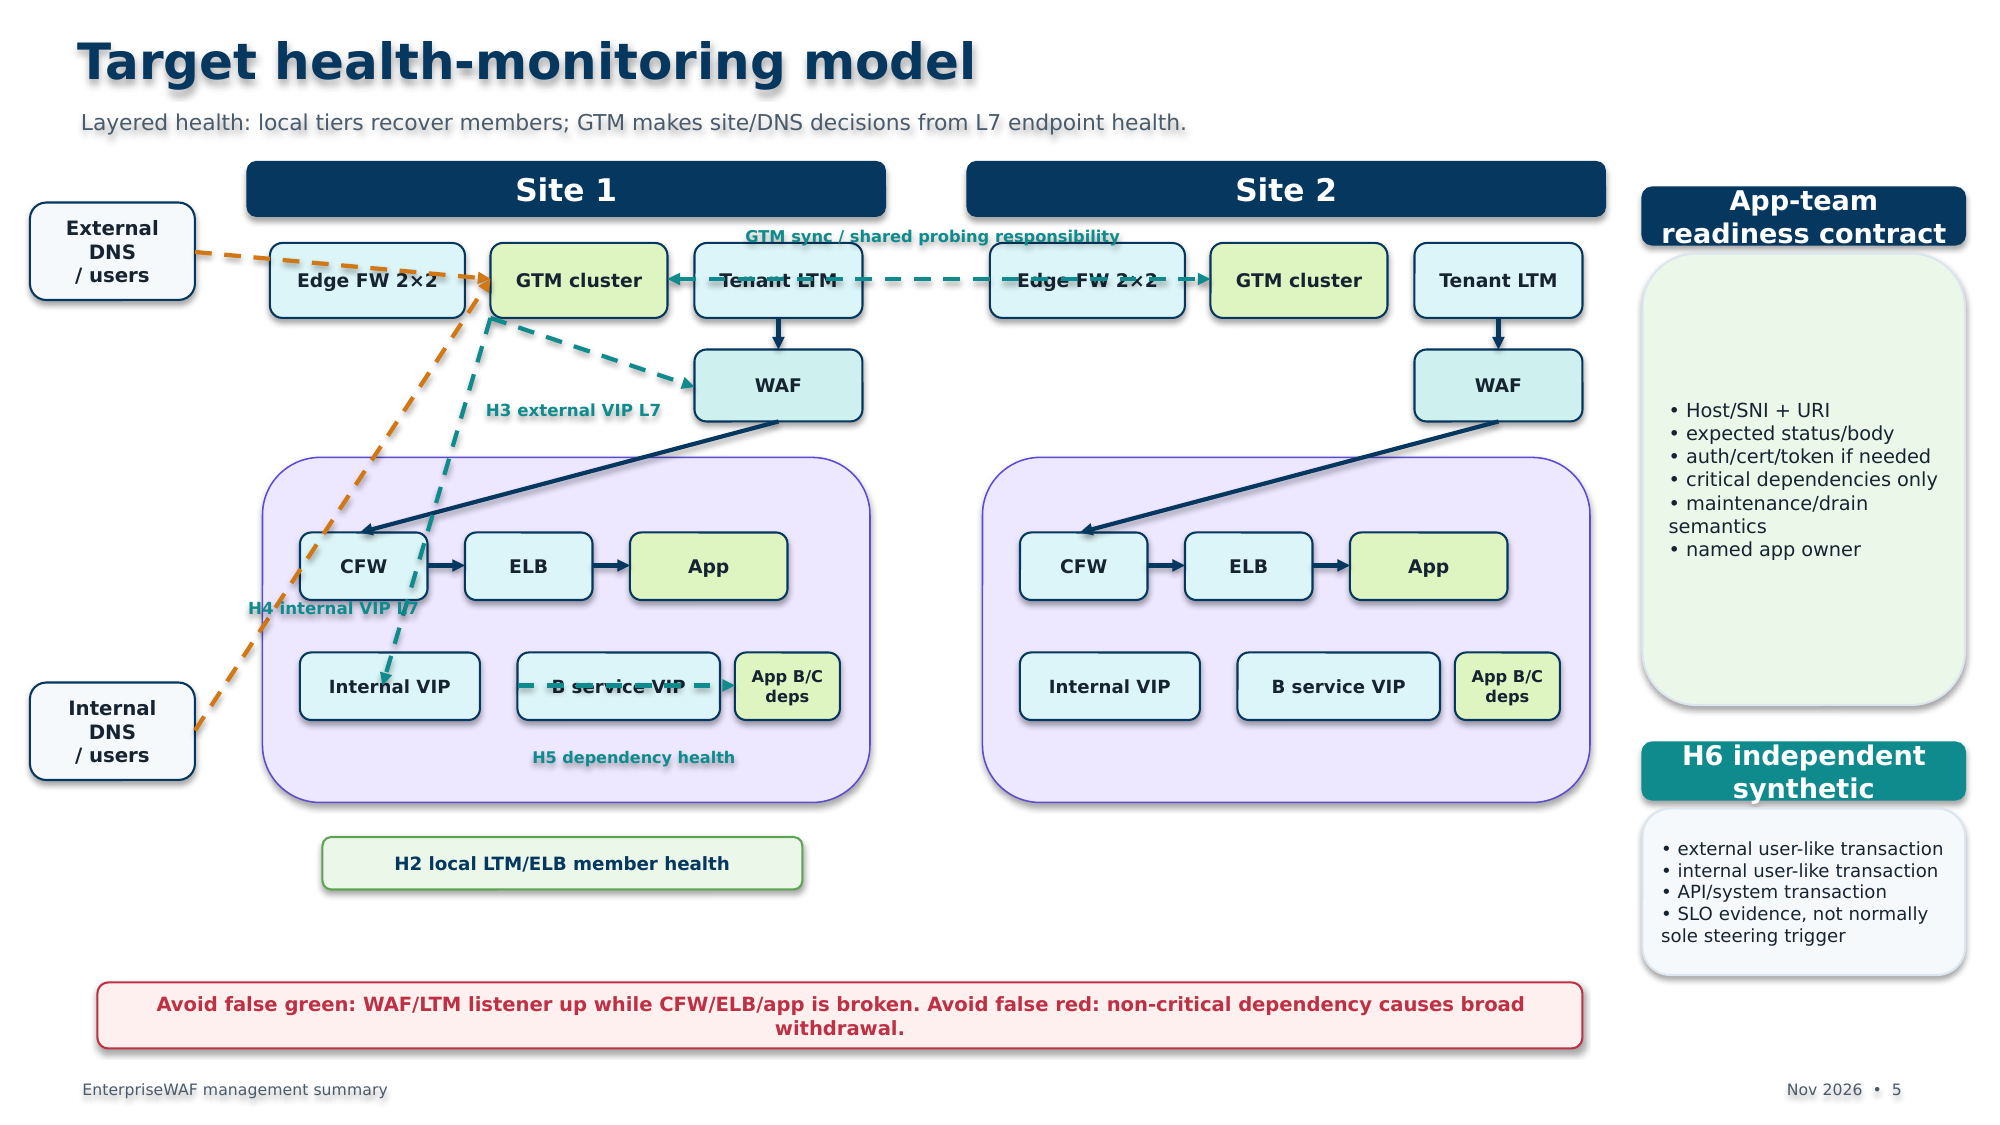 Target health-monitoring model
Layered health: local tiers recover members; GTM makes site/DNS decisions from L7 endpoint health.
Site 1
Site 2
External
DNS
/ users
GTM sync / shared probing responsibility
Edge FW 2×2
GTM cluster
Tenant LTM
Edge FW 2×2
GTM cluster
Tenant LTM
WAF
WAF
H3 external VIP L7
CFW
ELB
App
CFW
ELB
App
H4 internal VIP L7
Internal VIP
B service VIP
App B/C
deps
Internal VIP
B service VIP
App B/C
deps
Internal
DNS
/ users
H5 dependency health
H2 local LTM/ELB member health
App-team
readiness contract
• Host/SNI + URI
• expected status/body
• auth/cert/token if needed
• critical dependencies only
• maintenance/drain
semantics
• named app owner
H6 independent
synthetic
• external user-like transaction
• internal user-like transaction
• API/system transaction
• SLO evidence, not normally
sole steering trigger
Avoid false green: WAF/LTM listener up while CFW/ELB/app is broken. Avoid false red: non-critical dependency causes broad
withdrawal.
EnterpriseWAF management summary
Nov 2026 • 5